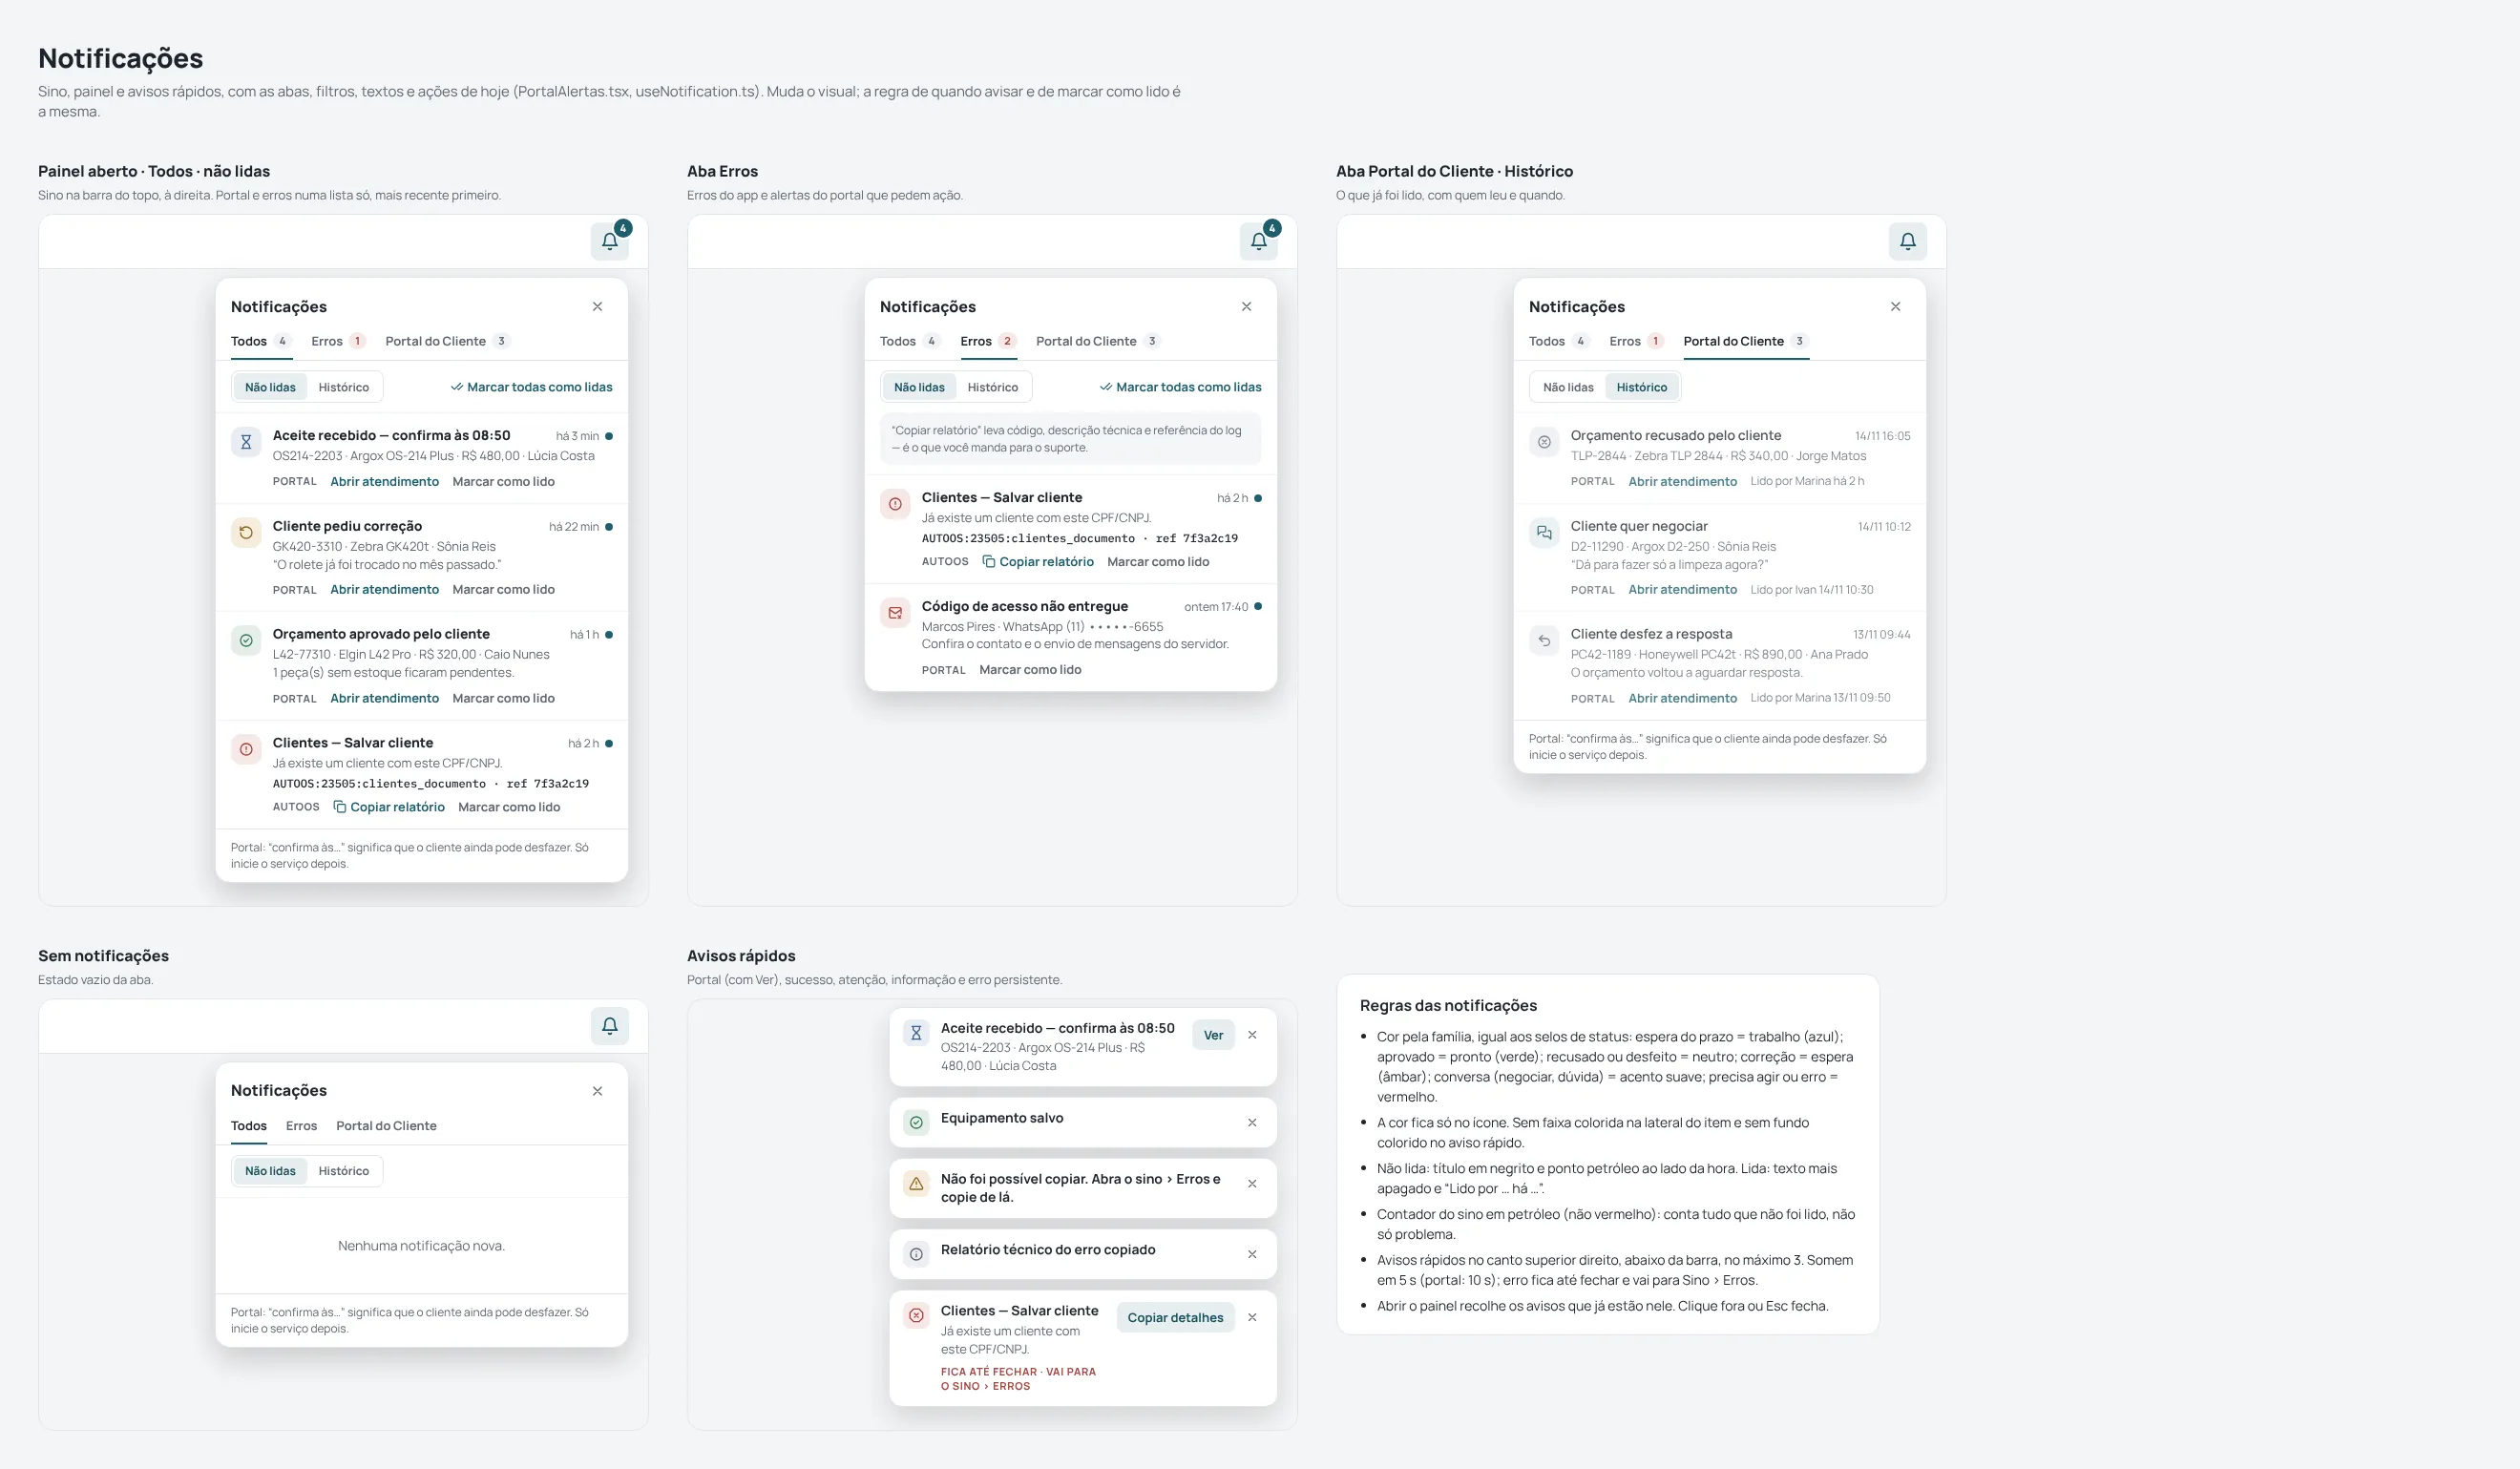 Notificações
Sino, painel e avisos rápidos, com as abas, filtros, textos e ações de hoje (PortalAlertas.tsx, useNotification.ts). Muda o visual; a regra de quando avisar e de marcar como lido é
a mesma.
Painel aberto · Todos · não lidas
Sino na barra do topo, à direita. Portal e erros numa lista só, mais recente primeiro.
4
Notificações
Todos 4 Erros 1 Portal do Cliente 3
Não lidas Histórico Marcar todas como lidas
Aceite recebido — confirma às 08:50 há 3 min
OS214-2203 · Argox OS-214 Plus · R$ 480,00 · Lúcia Costa
PORTAL Abrir atendimento Marcar como lido
Cliente pediu correção há 22 min
GK420-3310 · Zebra GK420t · Sônia Reis
“O rolete já foi trocado no mês passado.”
PORTAL Abrir atendimento Marcar como lido
Orçamento aprovado pelo cliente há 1 h
L42-77310 · Elgin L42 Pro · R$ 320,00 · Caio Nunes
1 peça(s) sem estoque ficaram pendentes.
PORTAL Abrir atendimento Marcar como lido
Clientes — Salvar cliente há 2 h
Já existe um cliente com este CPF/CNPJ.
AUTOOS:23505:clientes_documento · ref 7f3a2c19
AUTOOS Copiar relatório Marcar como lido
Portal: “confirma às…” significa que o cliente ainda pode desfazer. Só
inicie o serviço depois.
Aba Erros
Erros do app e alertas do portal que pedem ação.
4
Notificações
Todos 4 Erros 2 Portal do Cliente 3
Não lidas Histórico Marcar todas como lidas
“Copiar relatório” leva código, descrição técnica e referência do log
— é o que você manda para o suporte.
Clientes — Salvar cliente há 2 h
Já existe um cliente com este CPF/CNPJ.
AUTOOS:23505:clientes_documento · ref 7f3a2c19
AUTOOS Copiar relatório Marcar como lido
Código de acesso não entregue ontem 17:40
Marcos Pires · WhatsApp (11) •••••-6655
Confira o contato e o envio de mensagens do servidor.
PORTAL Marcar como lido
Aba Portal do Cliente · Histórico
O que já foi lido, com quem leu e quando.
Notificações
Todos 4 Erros 1 Portal do Cliente 3
Não lidas Histórico
Orçamento recusado pelo cliente 14/11 16:05
TLP-2844 · Zebra TLP 2844 · R$ 340,00 · Jorge Matos
PORTAL Abrir atendimento Lido por Marina há 2 h
Cliente quer negociar 14/11 10:12
D2-11290 · Argox D2-250 · Sônia Reis
“Dá para fazer só a limpeza agora?”
PORTAL Abrir atendimento Lido por Ivan 14/11 10:30
Cliente desfez a resposta 13/11 09:44
PC42-1189 · Honeywell PC42t · R$ 890,00 · Ana Prado
O orçamento voltou a aguardar resposta.
PORTAL Abrir atendimento Lido por Marina 13/11 09:50
Portal: “confirma às…” significa que o cliente ainda pode desfazer. Só
inicie o serviço depois.
Sem notificações
Estado vazio da aba.
Notificações
Todos Erros Portal do Cliente
Não lidas Histórico
Nenhuma notificação nova.
Portal: “confirma às…” significa que o cliente ainda pode desfazer. Só
inicie o serviço depois.
Avisos rápidos
Portal (com Ver), sucesso, atenção, informação e erro persistente.
Aceite recebido — confirma às 08:50 Ver
OS214-2203 · Argox OS-214 Plus · R$
480,00 · Lúcia Costa
Equipamento salvo
Não foi possível copiar. Abra o sino › Erros e
copie de lá.
Relatório técnico do erro copiado
Clientes — Salvar cliente Copiar detalhes
Já existe um cliente com
este CPF/CNPJ.
FICA ATÉ FECHAR · VAI PARA
O SINO › ERROS
Regras das notificações
• Cor pela família, igual aos selos de status: espera do prazo = trabalho (azul);
aprovado = pronto (verde); recusado ou desfeito = neutro; correção = espera
(âmbar); conversa (negociar, dúvida) = acento suave; precisa agir ou erro =
vermelho.
• A cor fica só no ícone. Sem faixa colorida na lateral do item e sem fundo
colorido no aviso rápido.
• Não lida: título em negrito e ponto petróleo ao lado da hora. Lida: texto mais
apagado e “Lido por … há …”.
• Contador do sino em petróleo (não vermelho): conta tudo que não foi lido, não
só problema.
• Avisos rápidos no canto superior direito, abaixo da barra, no máximo 3. Somem
em 5 s (portal: 10 s); erro fica até fechar e vai para Sino › Erros.
• Abrir o painel recolhe os avisos que já estão nele. Clique fora ou Esc fecha.